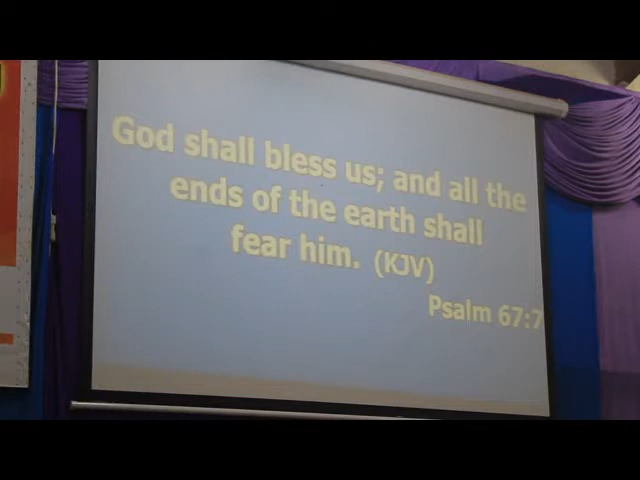 God shall bless us; and all the
ends of the earth shall
fear him. (KJV)
Psalm 67:7